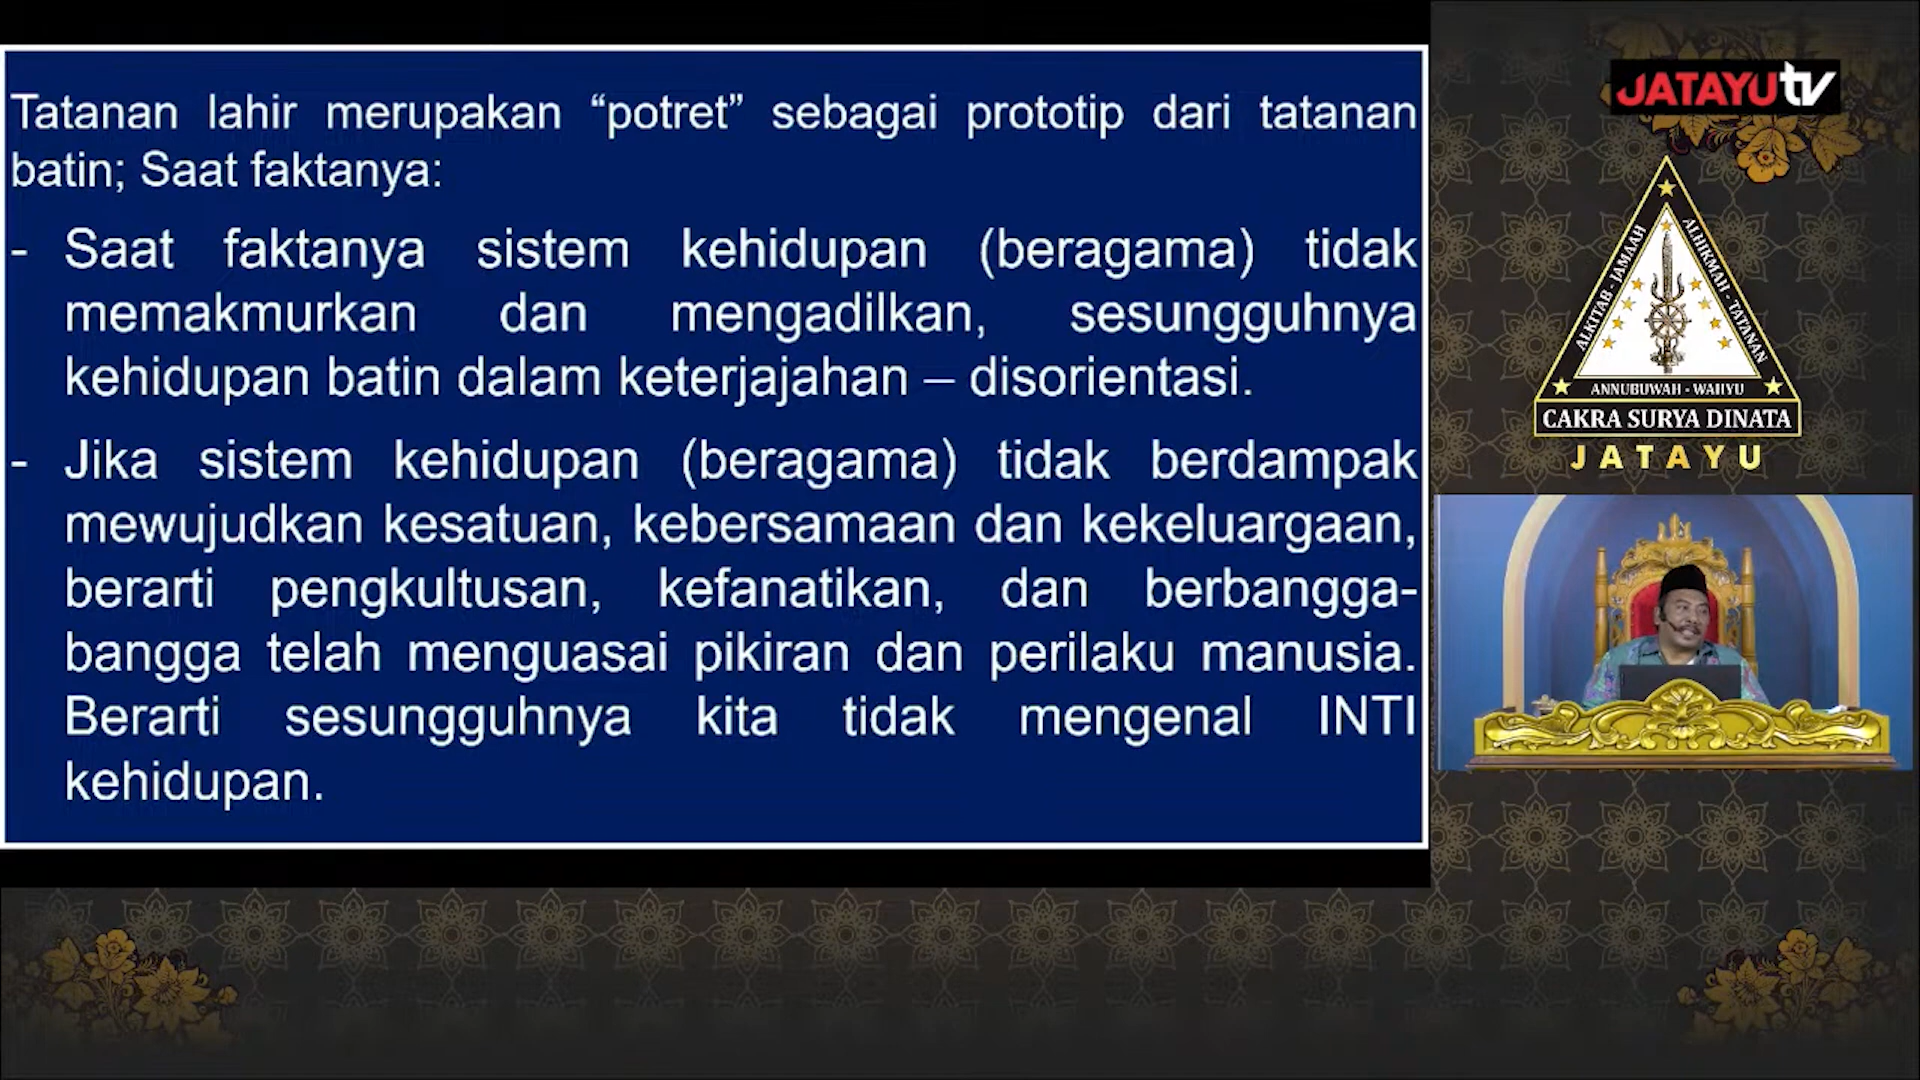 Tatanan lahir merupakan “potret” sebagai prototip dari tatanan
batin; Saat faktanya:
- Saat faktanya sistem kehidupan (beragama) tidak
memakmurkan dan mengadilkan, sesungguhnya
kehidupan batin dalam keterjajahan – disorientasi.
- Jika sistem kehidupan (beragama) tidak berdampak
mewujudkan kesatuan, kebersamaan dan kekeluargaan,
berarti pengkultusan, kefanatikan, dan berbangga-
bangga telah menguasai pikiran dan perilaku manusia.
Berarti sesungguhnya kita tidak mengenal INTI
kehidupan.
JATAYUtv
ALKITAB - JAMAAH
ALHIKMAH - TATANAN
ANNUBUWAH - WAHYU
CAKRA SURYA DINATA
JATAYU